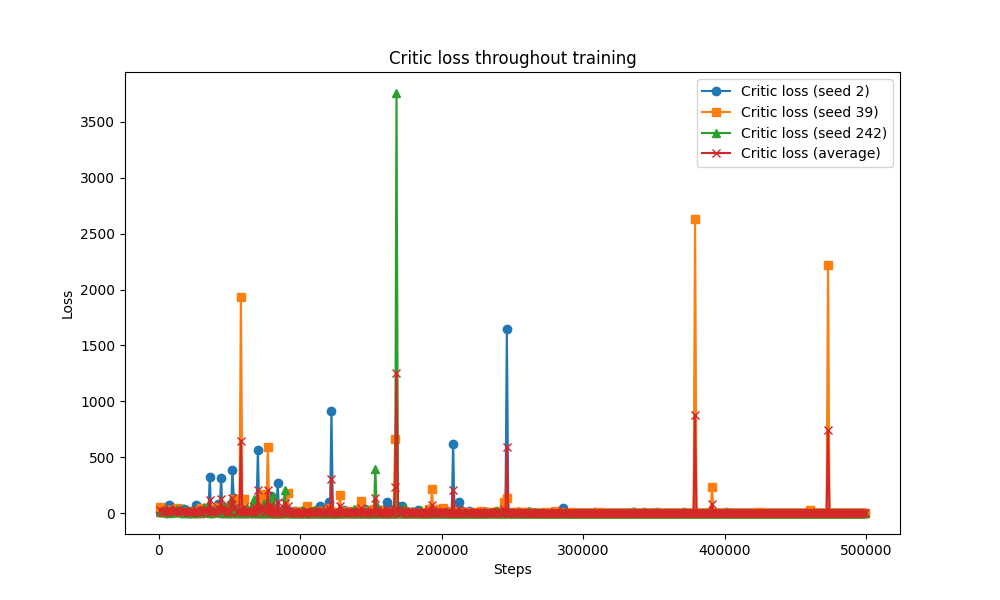 Critic loss throughout training
Critic loss (seed 2)
Critic loss (seed 39)
Critic loss (seed 242)
Critic loss (average)
Loss
3500
3000
2500
2000
1500
1000
500
0
0 100000 200000 300000 400000 500000
Steps